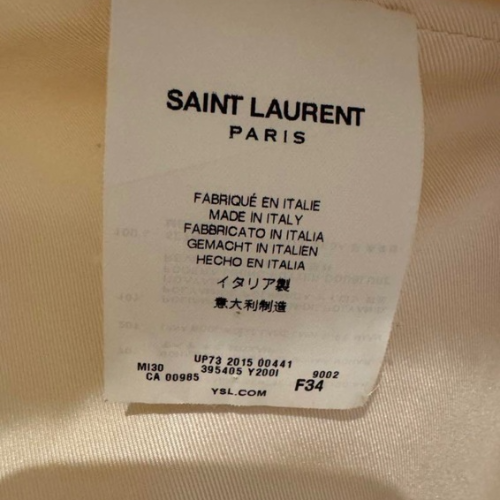 SAINT LAURENT
PARIS
FABRIQUÉ EN ITALIE
MADE IN ITALY
FABBRICATO IN ITALIA
GEMACHT IN ITALIEN
HECHO EN ITALIA
イタリア製
意大利制造
UP73 2015 00441
MI30 395405 Y200I 9002
CA 00985 F34
YSL.COM